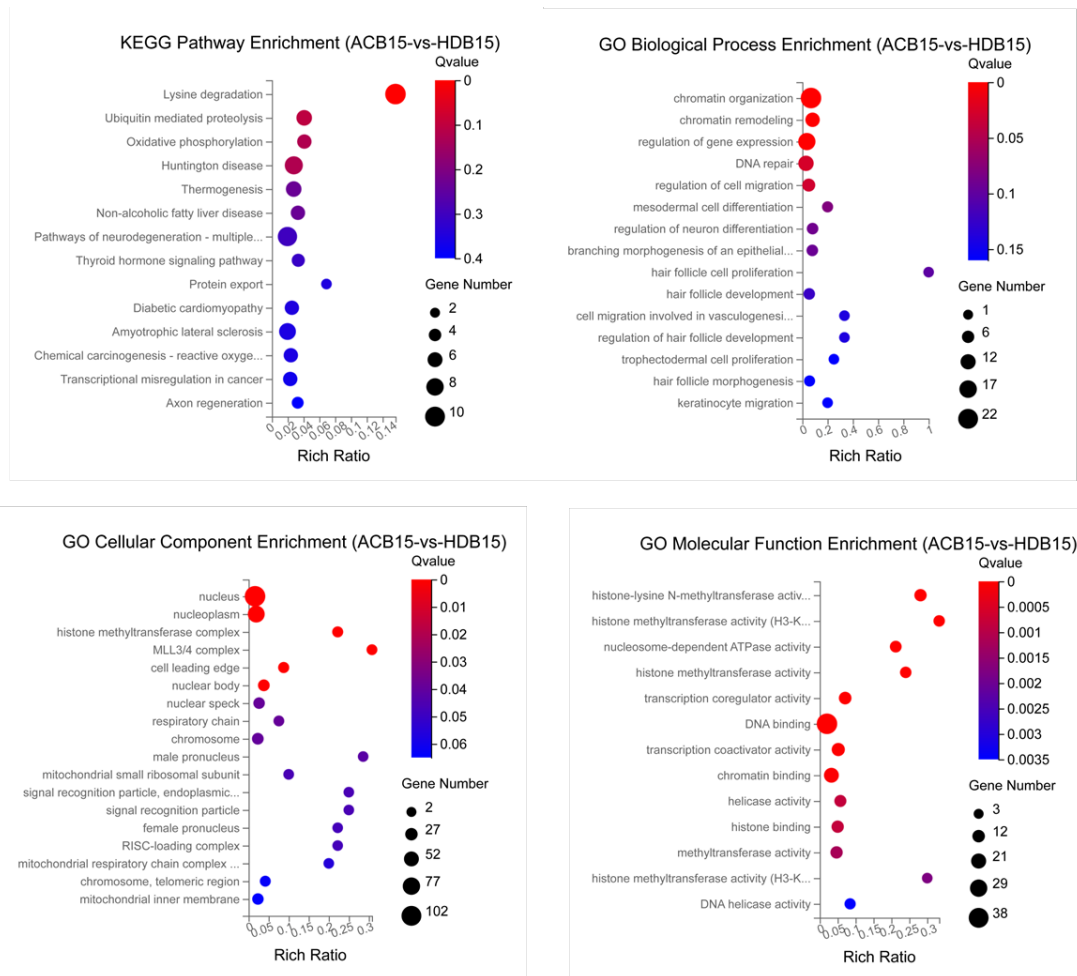 KEGG Pathway Enrichment (ACB15-vs-HDB15)
Qvalue
Lysine degradation
Ubiquitin mediated proteolysis
Oxidative phosphorylation
Huntington disease
Thermogenesis
Non-alcoholic fatty liver disease
Pathways of neurodegeneration - multiple...
Thyroid hormone signaling pathway
Protein export
Diabetic cardiomyopathy
Amyotrophic lateral sclerosis
Chemical carcinogenesis - reactive oxyge...
Transcriptional misregulation in cancer
Axon regeneration
0
0.1
0.2
0.3
0.4
Gene Number
2
4
6
8
10
0 0.02 0.04 0.06 0.08 0.1 0.12 0.14
Rich Ratio
GO Biological Process Enrichment (ACB15-vs-HDB15)
Qvalue
chromatin organization
chromatin remodeling
regulation of gene expression
DNA repair
regulation of cell migration
mesodermal cell differentiation
regulation of neuron differentiation
branching morphogenesis of an epithelial...
hair follicle cell proliferation
hair follicle development
cell migration involved in vasculogenesi...
regulation of hair follicle development
trophectodermal cell proliferation
hair follicle morphogenesis
keratinocyte migration
0
0.05
0.1
0.15
Gene Number
1
6
12
17
22
0 0.2 0.4 0.6 0.8 1
Rich Ratio
GO Cellular Component Enrichment (ACB15-vs-HDB15)
Qvalue
nucleus
nucleoplasm
histone methyltransferase complex
MLL3/4 complex
cell leading edge
nuclear body
nuclear speck
respiratory chain
chromosome
male pronucleus
mitochondrial small ribosomal subunit
signal recognition particle, endoplasmic...
signal recognition particle
female pronucleus
RISC-loading complex
mitochondrial respiratory chain complex ...
chromosome, telomeric region
mitochondrial inner membrane
0
0.01
0.02
0.03
0.04
0.05
0.06
Gene Number
2
27
52
77
102
0 0.05 0.1 0.15 0.2 0.25 0.3
Rich Ratio
GO Molecular Function Enrichment (ACB15-vs-HDB15)
Qvalue
histone-lysine N-methyltransferase activ...
histone methyltransferase activity (H3-K...
nucleosome-dependent ATPase activity
histone methyltransferase activity
transcription coregulator activity
DNA binding
transcription coactivator activity
chromatin binding
helicase activity
histone binding
methyltransferase activity
histone methyltransferase activity (H3-K...
DNA helicase activity
0
0.0005
0.001
0.0015
0.002
0.0025
0.003
0.0035
Gene Number
3
12
21
29
38
0 0.05 0.1 0.15 0.2 0.25 0.3
Rich Ratio